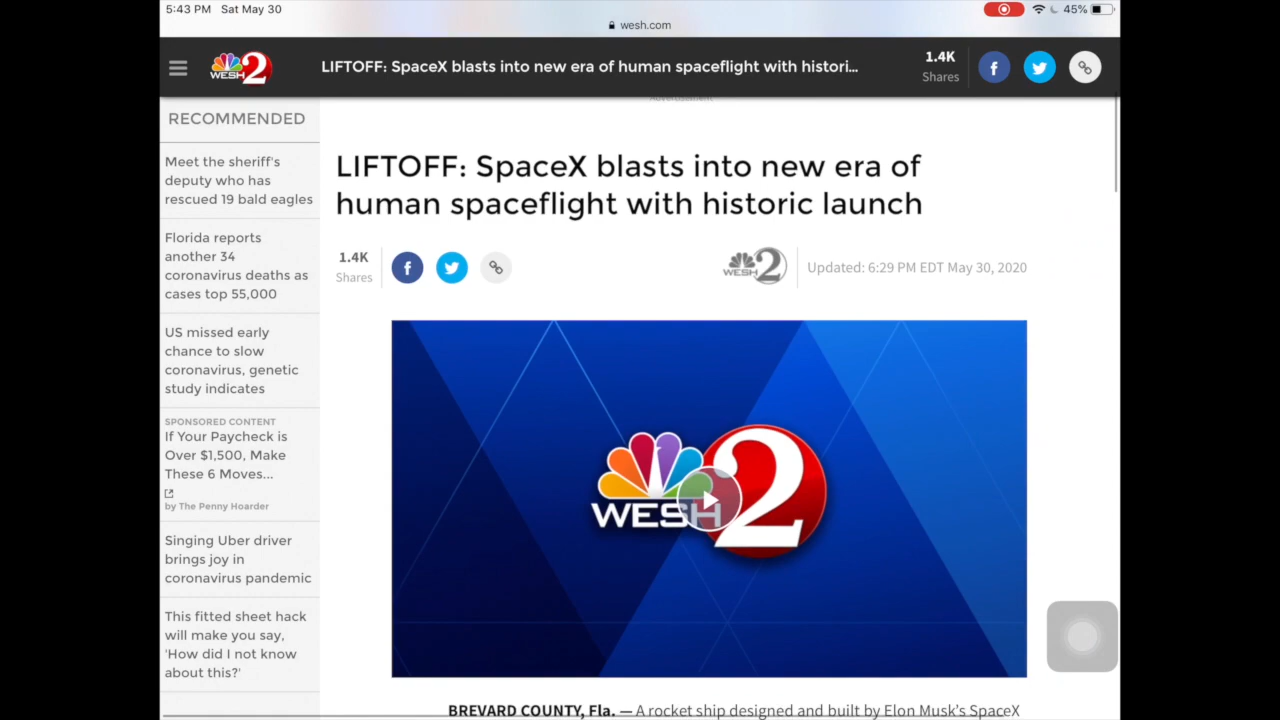 5:43 PM Sat May 30
45%
wesh.com
WESH 2
LIFTOFF: SpaceX blasts into new era of human spaceflight with histori...
1.4K
Shares
Advertisement
RECOMMENDED
Meet the sheriff's
deputy who has
rescued 19 bald eagles
Florida reports
another 34
coronavirus deaths as
cases top 55,000
US missed early
chance to slow
coronavirus, genetic
study indicates
SPONSORED CONTENT
If Your Paycheck is
Over $1,500, Make
These 6 Moves...
by The Penny Hoarder
Singing Uber driver
brings joy in
coronavirus pandemic
This fitted sheet hack
will make you say,
'How did I not know
about this?'
LIFTOFF: SpaceX blasts into new era of
human spaceflight with historic launch
1.4K
Shares
WESH 2
Updated: 6:29 PM EDT May 30, 2020
WESH 2
BREVARD COUNTY, Fla. — A rocket ship designed and built by Elon Musk's SpaceX